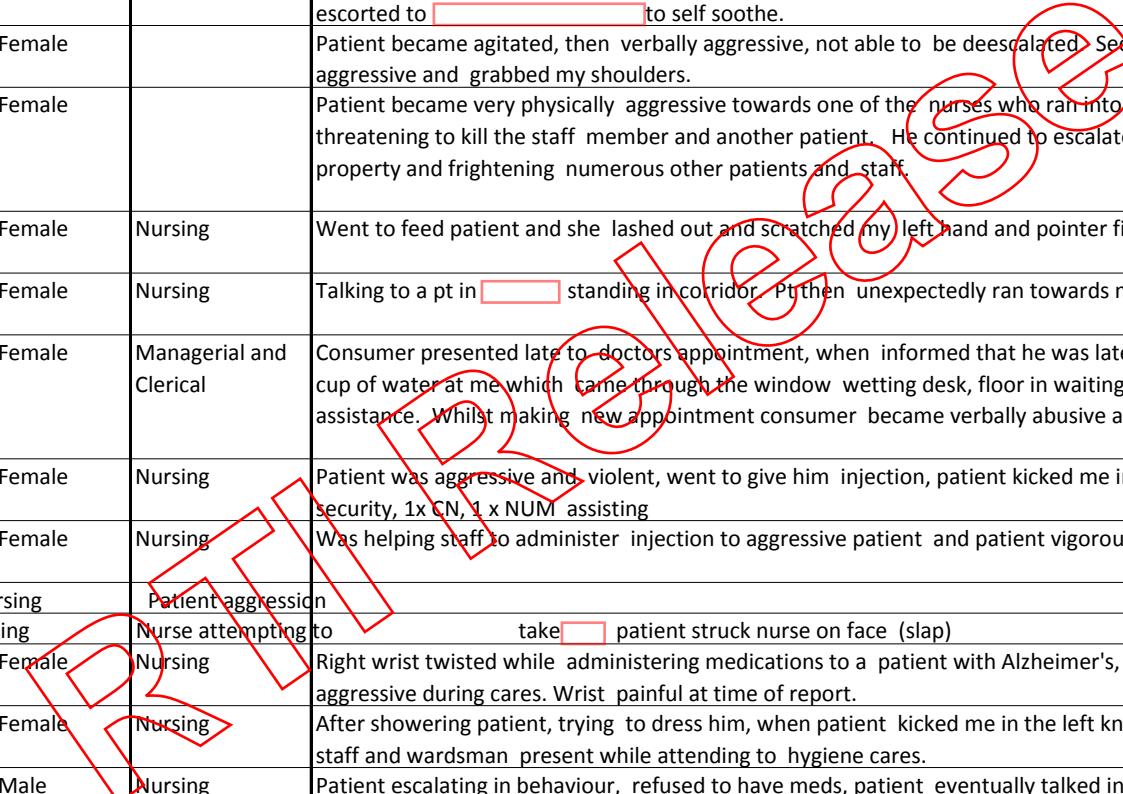 escorted to to self soothe.
Female Patient became agitated, then verbally aggressive, not able to be deescalated
aggressive and grabbed my shoulders.
Female Patient became very physically aggressive towards one of the nurses who ran into
threatening to kill the staff member and another patient. He continued to
property and frightening numerous other patients and staff.
Female Nursing Went to feed patient and she lashed out and scratched my left hand and pointer
Female Nursing Talking to a pt in standing in corridor. Pt then unexpectedly ran towards
Female Managerial and Consumer presented late to doctors appointment, when informed that he was
Clerical cup of water at me which came through the window wetting desk, floor in waiting
assistance. Whilst making new appointment consumer became verbally abusive
Female Nursing Patient was aggressive and violent, went to give him injection, patient kicked me
security, 1x CN, 1 x NUM assisting
Female Nursing Was helping staff to administer injection to aggressive patient and patient
rsing Patient aggression
ing Nurse attempting to take patient struck nurse on face (slap)
Female Nursing Right wrist twisted while administering medications to a patient with Alzheimer's,
aggressive during cares. Wrist painful at time of report.
Female Nursing After showering patient, trying to dress him, when patient kicked me in the left
staff and wardsman present while attending to hygiene cares.
Male Nursing Patient escalating in behaviour, refused to have meds, patient eventually talked
RTI Release